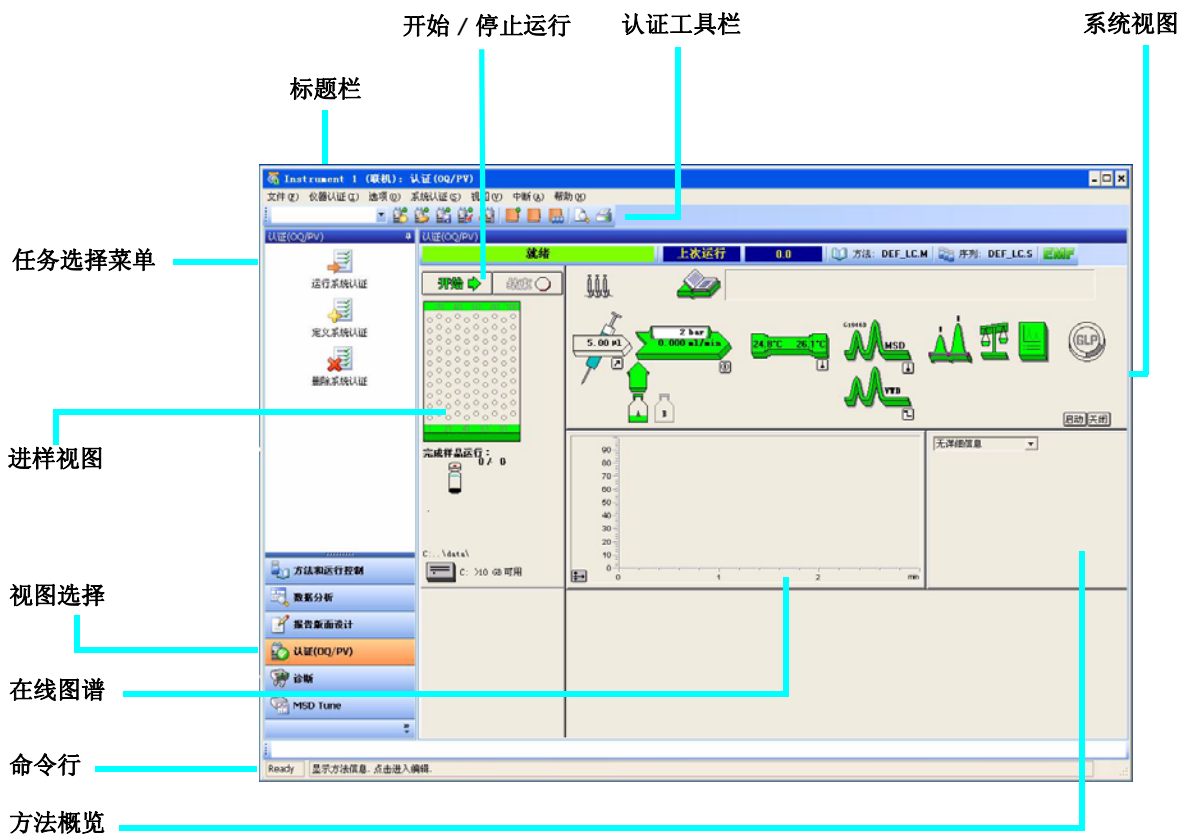 开始 / 停止运行
认证工具栏
系统视图
标题栏
Instrument 1 (联机): 认证(OQ/PV)
文件(F) 仪器认证(I) 选项(O) 系统认证(S) 视图(V) 中断(A) 帮助(H)
认证(OQ/PV)
认证(OQ/PV)
就绪
上次运行
0.0
方法: DEF_LC.M
序列: DEF_LC.S
任务选择菜单
运行系统认证
定义系统认证
删除系统认证
开始
5.00 µl
2 bar
0.000 ml/min
24.8°C 26.1°C
MSD
VWD
GLP
A
B
启动
关闭
进样视图
完成样品运行:
0 / 0
无详细信息
90
80
70
60
50
40
30
20
10
0
0
1
2
min
C:...\data\
C: >10 GB 可用
方法和运行控制
数据分析
视图选择
报告版面设计
认证(OQ/PV)
诊断
在线图谱
MSD Tune
命令行
Ready
显示方法信息. 点击进入编辑.
方法概览